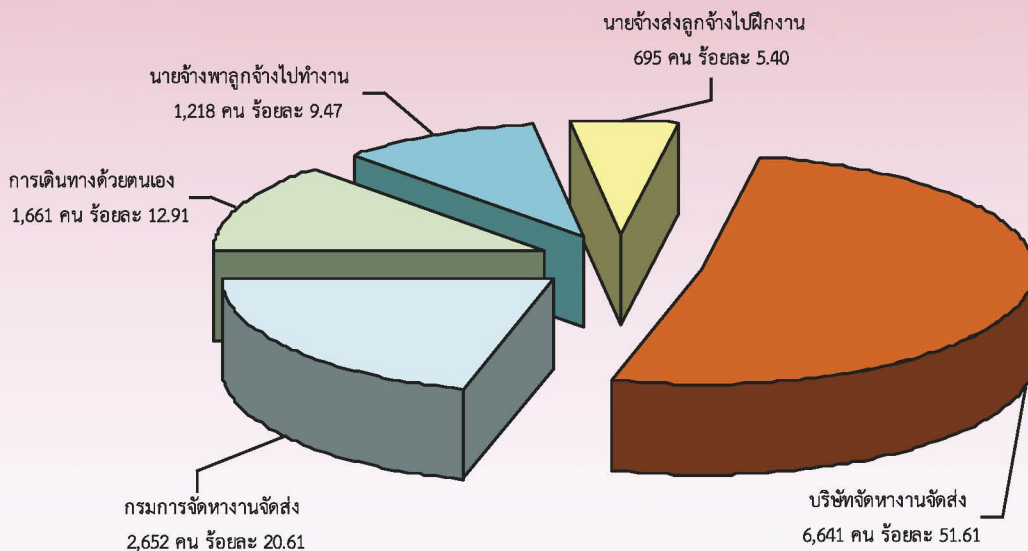 นายจ้างส่งลูกจ้างไปฝึกงาน
695 คน ร้อยละ 5.40
นายจ้างพาลูกจ้างไปทำงาน
1,218 คน ร้อยละ 9.47
การเดินทางด้วยตนเอง
1,661 คน ร้อยละ 12.91
กรมการจัดหางานจัดส่ง
2,652 คน ร้อยละ 20.61
บริษัทจัดหางานจัดส่ง
6,641 คน ร้อยละ 51.61